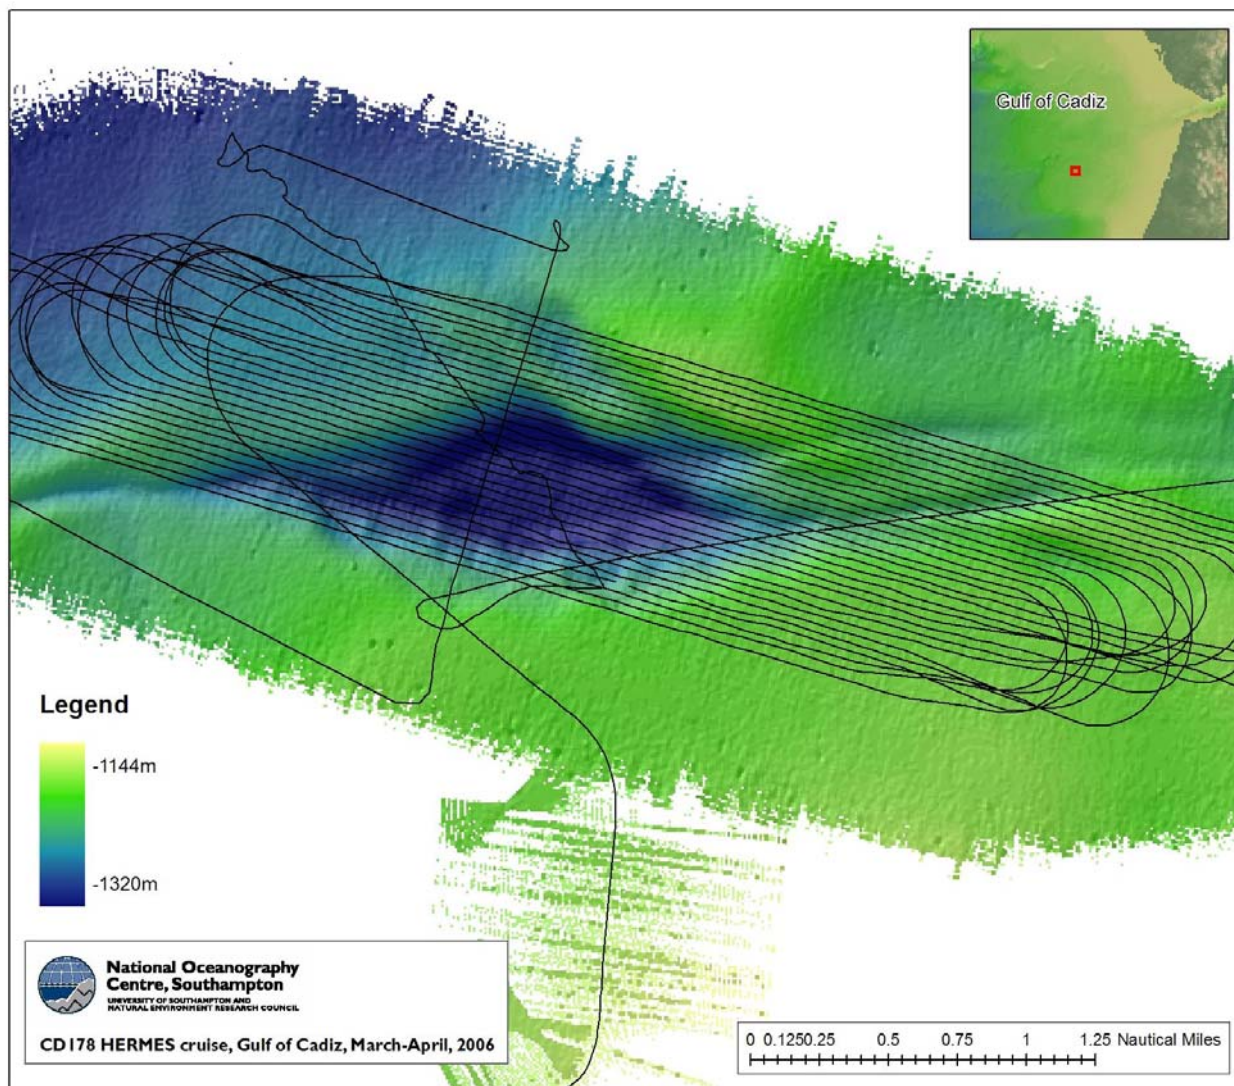 Gulf of Cadiz
Legend
-1144m
-1320m
National Oceanography
Centre, Southampton
UNIVERSITY OF SOUTHAMPTON AND
NATURAL ENVIRONMENT RESEARCH COUNCIL
CD178 HERMES cruise, Gulf of Cadiz, March-April, 2006
0 0.1250.25 0.5 0.75 1 1.25 Nautical Miles